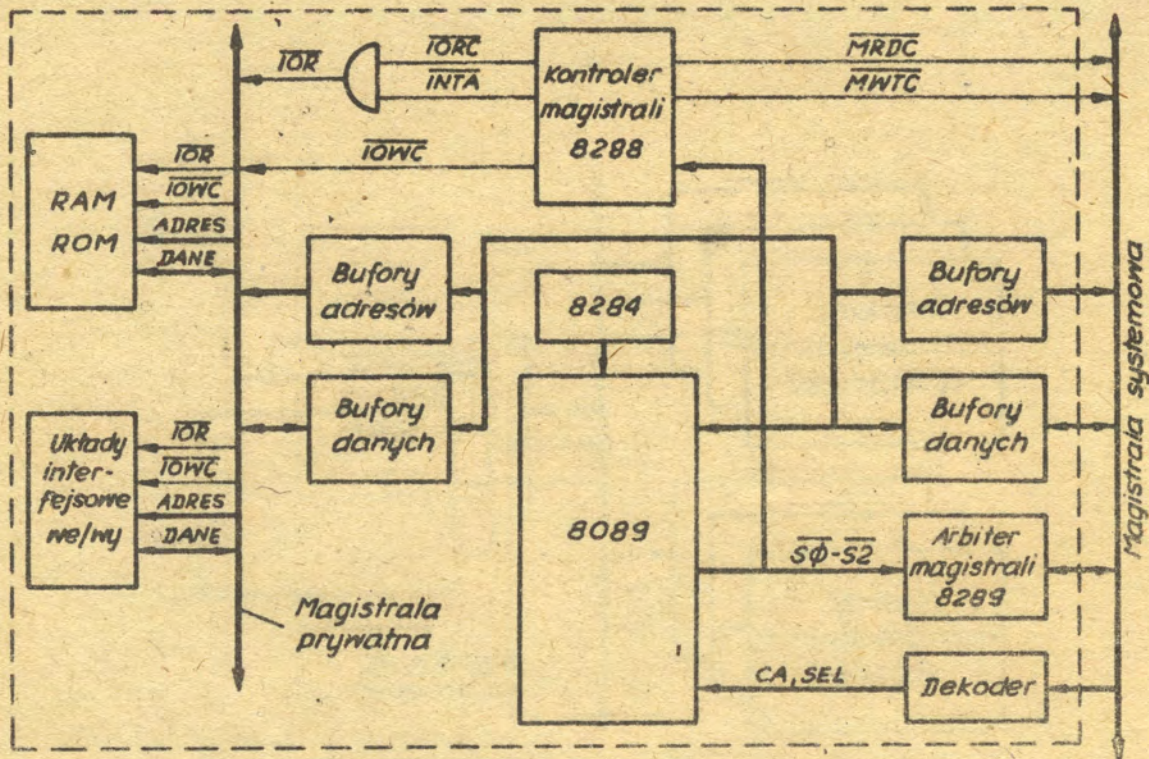 IORC
MRDC
IOR
INTA
Kontroler
magistrali
8288
MWTC
IOWC
RAM
ROM
IOR
IOWC
ADRES
DANE
Bufory
adresów
8284
Bufory
adresów
Bufory
danych
Bufory
danych
Układy
inter-
fejsowe
we/wy
IOR
IOWC
ADRES
DANE
8089
SΦ-S2
Arbiter
magistrali
8289
Magistrala
prywatna
CA, SEL
Dekoder
Magistrala systemowa